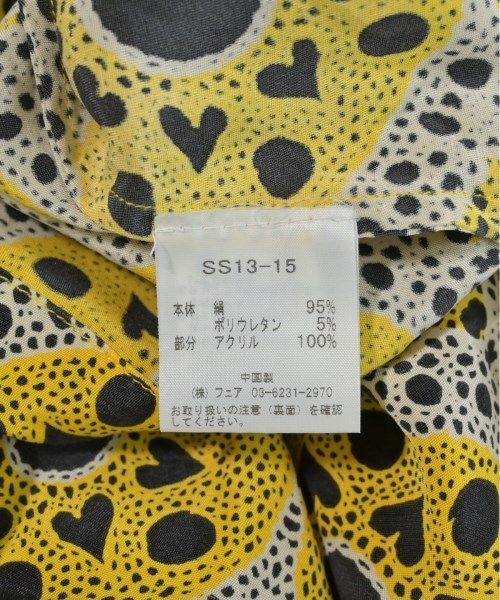 SS13-15
本体 絹 95%
ポリウレタン 5%
部分 アクリル 100%
中国製
(株) フェア 03-6231-2970
お取り扱いの注意 (裏面) を確認
してください。